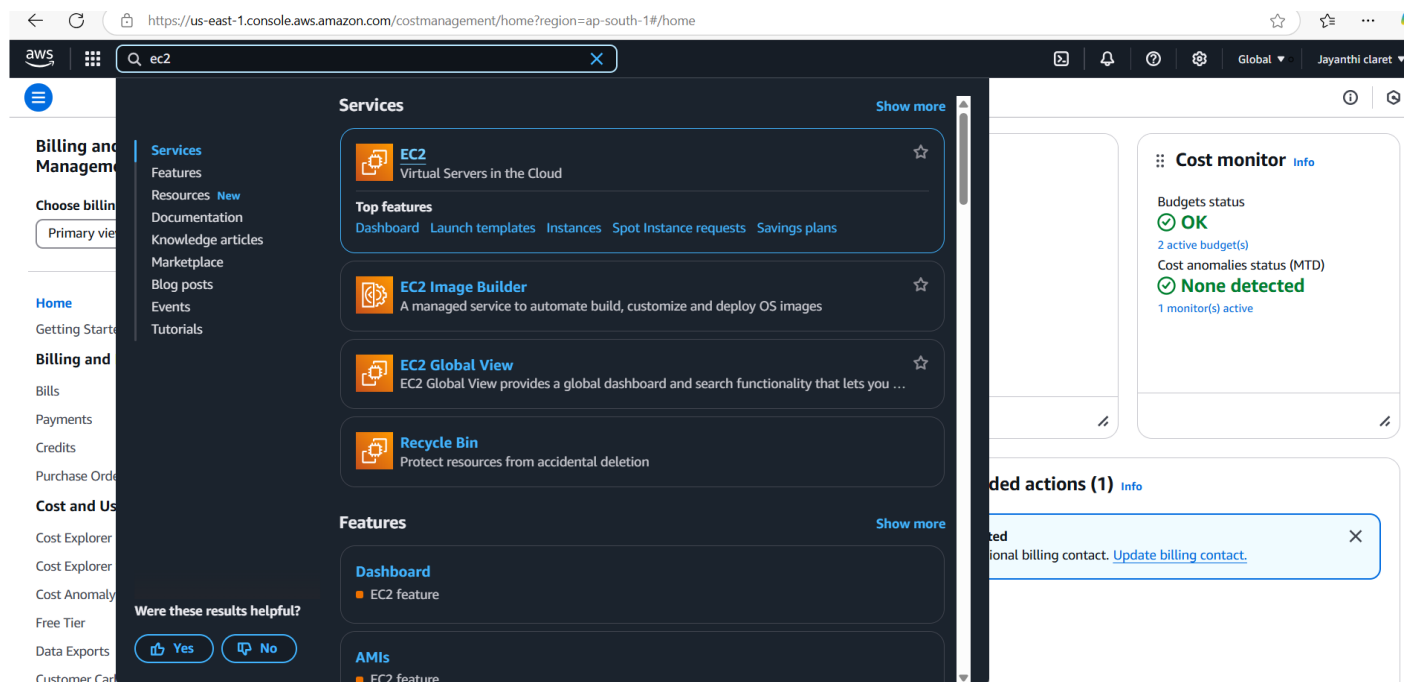 https://us-east-1.console.aws.amazon.com/costmanagement/home?region=ap-south-1#/home
aws
ec2
Global
Jayanthi claret
Billing and
Managem
Choose billin
Primary vie
Home
Getting Starte
Billing and
Bills
Payments
Credits
Purchase Orde
Cost and Us
Cost Explorer
Cost Explorer
Cost Anomaly
Free Tier
Data Exports
Customer Carb
Services
Features
Resources New
Documentation
Knowledge articles
Marketplace
Blog posts
Events
Tutorials
Were these results helpful?
Yes No
Services Show more
EC2
Virtual Servers in the Cloud
Top features
Dashboard Launch templates Instances Spot Instance requests Savings plans
EC2 Image Builder
A managed service to automate build, customize and deploy OS images
EC2 Global View
EC2 Global View provides a global dashboard and search functionality that lets you ...
Recycle Bin
Protect resources from accidental deletion
Features Show more
Dashboard
EC2 feature
AMIs
EC2 feature
Cost monitor Info
Budgets status
OK
2 active budget(s)
Cost anomalies status (MTD)
None detected
1 monitor(s) active
ded actions (1) Info
ted
ional billing contact. Update billing contact.